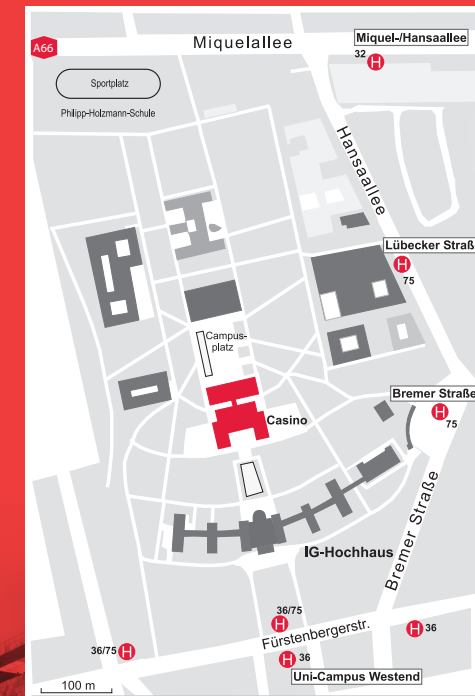 A66
Miquelallee
Miquel-/Hansaallee
32
H
Sportplatz
Philipp-Holzmann-Schule
Hansaallee
Lübecker Straß
H
75
Campus-
platz
Casino
Bremer Straße
H
75
IG-Hochhaus
Bremer Straße
36/75
H
Fürstenbergerstr.
H 36
36/75 H
H 36
Uni-Campus Westend
100 m